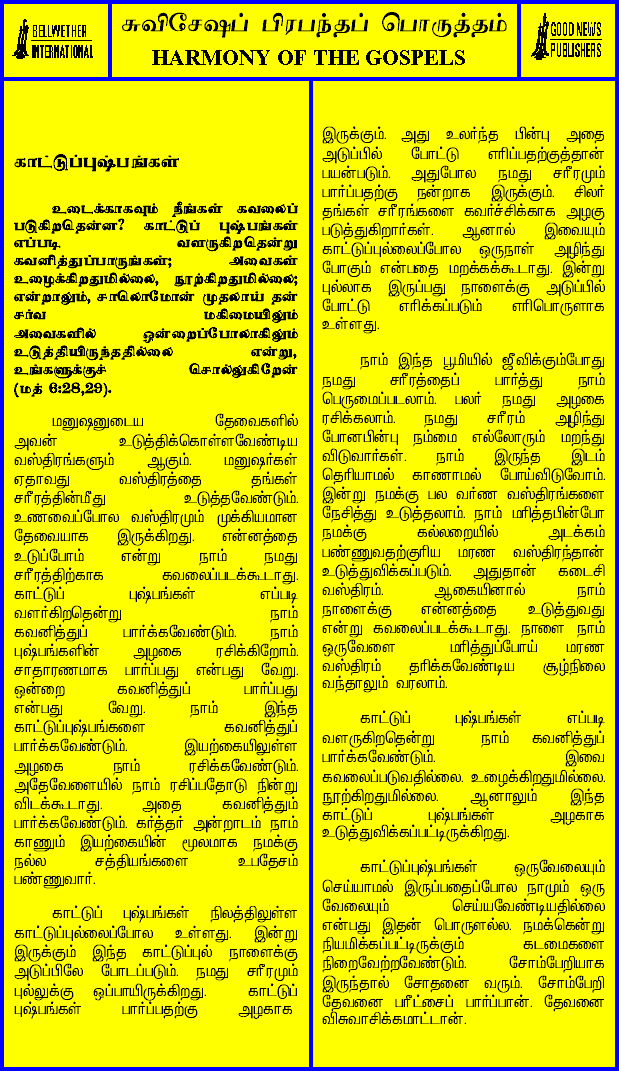 BELLWETHER
INTERNATIONAL
சுவிசேஷப் பிரபந்தப் பொருத்தம்
HARMONY OF THE GOSPELS
GOOD NEWS
PUBLISHERS
காட்டுப்புஷ்பங்கள்
உடைக்காகவும் நீங்கள் கவலைப்
படுகிறதென்ன? காட்டுப் புஷ்பங்கள்
எப்படி வளருகிறதென்று
கவனித்துப்பாருங்கள்; அவைகள்
உழைக்கிறதுமில்லை, நூற்கிறதுமில்லை;
என்றாலும், சாலொமோன் முதலாய் தன்
சர்வ மகிமையிலும்
அவைகளில் ஒன்றைப்போலாகிலும்
உடுத்தியிருந்ததில்லை என்று,
உங்களுக்குச் சொல்லுகிறேன்
(மத் 6:28,29).
மனுஷனுடைய தேவைகளில்
அவன் உடுத்திக்கொள்ளவேண்டிய
வஸ்திரங்களும் ஆகும். மனுஷர்கள்
ஏதாவது வஸ்திரத்தை தங்கள்
சரீரத்தின்மீது உடுத்தவேண்டும்.
உணவைப்போல வஸ்திரமும் முக்கியமான
தேவையாக இருக்கிறது. என்னத்தை
உடுப்போம் என்று நாம் நமது
சரீரத்திற்காக கவலைப்படக்கூடாது.
காட்டுப் புஷ்பங்கள் எப்படி
வளர்கிறதென்று நாம்
கவனித்துப் பார்க்கவேண்டும். நாம்
புஷ்பங்களின் அழகை ரசிக்கிறோம்.
சாதாரணமாக பார்ப்பது என்பது வேறு.
ஒன்றை கவனித்துப் பார்ப்பது
என்பது வேறு. நாம் இந்த
காட்டுப்புஷ்பங்களை கவனித்துப்
பார்க்கவேண்டும். இயற்கையிலுள்ள
அழகை நாம் ரசிக்கவேண்டும்.
அதேவேளையில் நாம் ரசிப்பதோடு நின்று
விடக்கூடாது. அதை கவனித்தும்
பார்க்கவேண்டும். கர்த்தர் அன்றாடம் நாம்
காணும் இயற்கையின் மூலமாக நமக்கு
நல்ல சத்தியங்களை உபதேசம்
பண்ணுவார்.
காட்டுப் புஷ்பங்கள் நிலத்திலுள்ள
காட்டுப்புல்லைப்போல உள்ளது. இன்று
இருக்கும் இந்த காட்டுப்புல் நாளைக்கு
அடுப்பிலே போடப்படும். நமது சரீரமும்
புல்லுக்கு ஒப்பாயிருக்கிறது. காட்டுப்
புஷ்பங்கள் பார்ப்பதற்கு அழகாக
இருக்கும். அது உலர்ந்த பின்பு அதை
அடுப்பில் போட்டு எரிப்பதற்குத்தான்
பயன்படும். அதுபோல நமது சரீரமும்
பார்ப்பதற்கு நன்றாக இருக்கும். சிலர்
தங்கள் சரீரங்களை கவர்ச்சிக்காக அழகு
படுத்துகிறார்கள். ஆனால் இவையும்
காட்டுப்புல்லைப்போல ஒருநாள் அழிந்து
போகும் என்பதை மறக்கக்கூடாது. இன்று
புல்லாக இருப்பது நாளைக்கு அடுப்பில்
போட்டு எரிக்கப்படும் எரிபொருளாக
உள்ளது.
நாம் இந்த பூமியில் ஜீவிக்கும்போது
நமது சரீரத்தைப் பார்த்து நாம்
பெருமைப்படலாம். பலர் நமது அழகை
ரசிக்கலாம். நமது சரீரம் அழிந்து
போனபின்பு நம்மை எல்லோரும் மறந்து
விடுவார்கள். நாம் இருந்த இடம்
தெரியாமல் காணாமல் போய்விடுவோம்.
இன்று நமக்கு பல வர்ண வஸ்திரங்களை
நேசித்து உடுத்தலாம். நாம் மரித்தபின்போ
நமக்கு கல்லறையில் அடக்கம்
பண்ணுவதற்குரிய மரண வஸ்திரந்தான்
உடுத்துவிக்கப்படும். அதுதான் கடைசி
வஸ்திரம். ஆகையினால் நாம்
நாளைக்கு என்னத்தை உடுத்துவது
என்று கவலைப்படக்கூடாது. நாளை நாம்
ஒருவேளை மரித்துப்போய் மரண
வஸ்திரம் தரிக்கவேண்டிய சூழ்நிலை
வந்தாலும் வரலாம்.
காட்டுப் புஷ்பங்கள் எப்படி
வளருகிறதென்று நாம் கவனித்துப்
பார்க்கவேண்டும். இவை
கவலைப்படுவதில்லை. உழைக்கிறதுமில்லை.
நூற்கிறதுமில்லை. ஆனாலும் இந்த
காட்டுப் புஷ்பங்கள் அழகாக
உடுத்துவிக்கப்பட்டிருக்கிறது.
காட்டுப்புஷ்பங்கள் ஒருவேலையும்
செய்யாமல் இருப்பதைப்போல நாமும் ஒரு
வேலையும் செய்யவேண்டியதில்லை
என்பது இதன் பொருளல்ல. நமக்கென்று
நியமிக்கப்பட்டிருக்கும் கடமைகளை
நிறைவேற்றவேண்டும். சோம்பேறியாக
இருந்தால் சோதனை வரும். சோம்பேறி
தேவனை பரீட்சைப் பார்ப்பான். தேவனை
விசுவாசிக்கமாட்டான்.